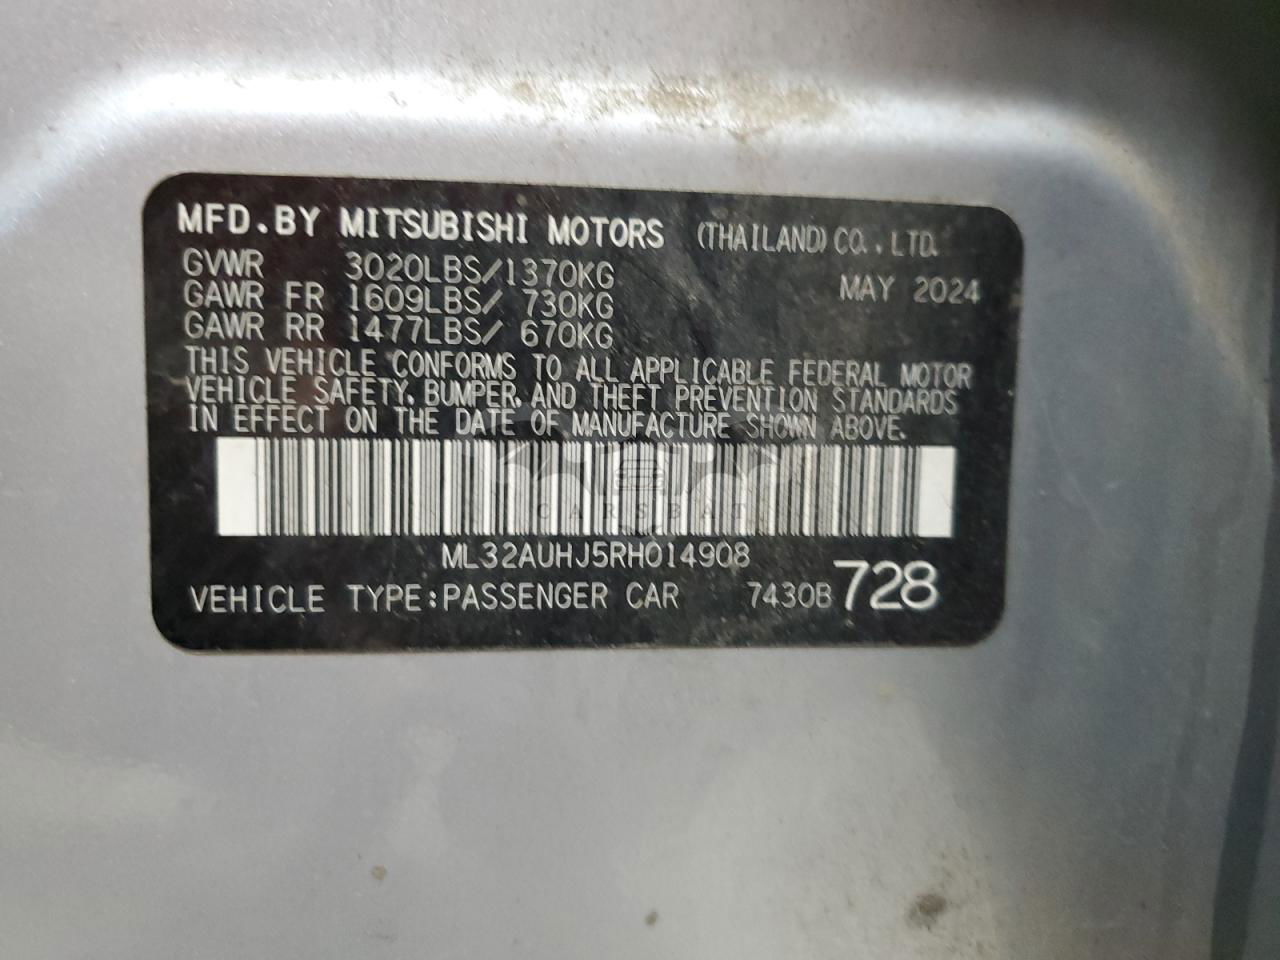 MFD.BY MITSUBISHI MOTORS (THAILAND) CO., LTD.
GVWR 3020LBS/1370KG MAY 2024
GAWR FR 1609LBS/ 730KG
GAWR RR 1477LBS/ 670KG
THIS VEHICLE CONFORMS TO ALL APPLICABLE FEDERAL MOTOR
VEHICLE SAFETY, BUMPER, AND THEFT PREVENTION STANDARDS
IN EFFECT ON THE DATE OF MANUFACTURE SHOWN ABOVE.
CARSBAT
ML32AUHJ5RH014908
VEHICLE TYPE:PASSENGER CAR 7430B 728